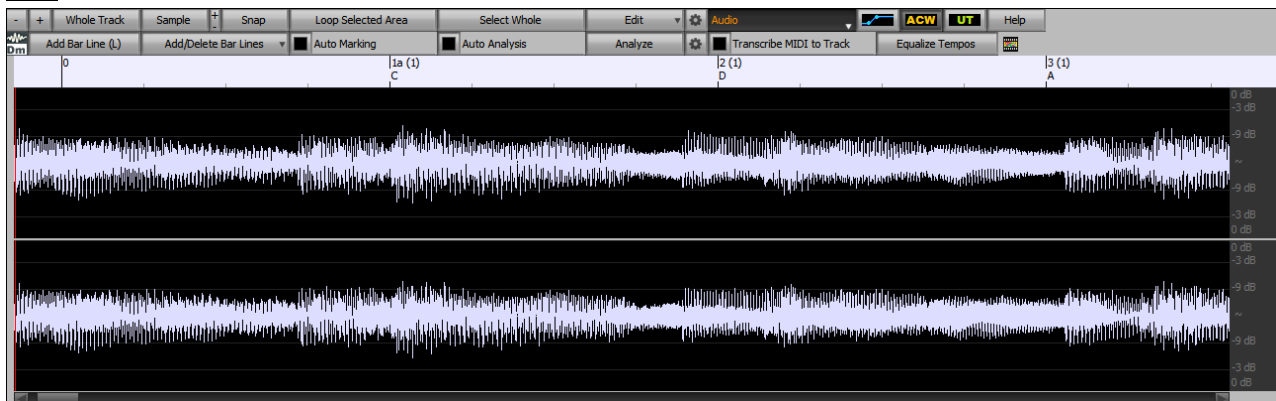 - + Whole Track Sample + - Snap Loop Selected Area Select Whole Edit Audio ACW UT Help
Dm Add Bar Line (L) Add/Delete Bar Lines Auto Marking Auto Analysis Analyze Transcribe MIDI to Track Equalize Tempos
0 1a (1) 2 (1) 3 (1)
C D A
0 dB
-3 dB
-9 dB
~
-9 dB
-3 dB
0 dB
0 dB
-3 dB
-9 dB
~
-9 dB
-3 dB
0 dB